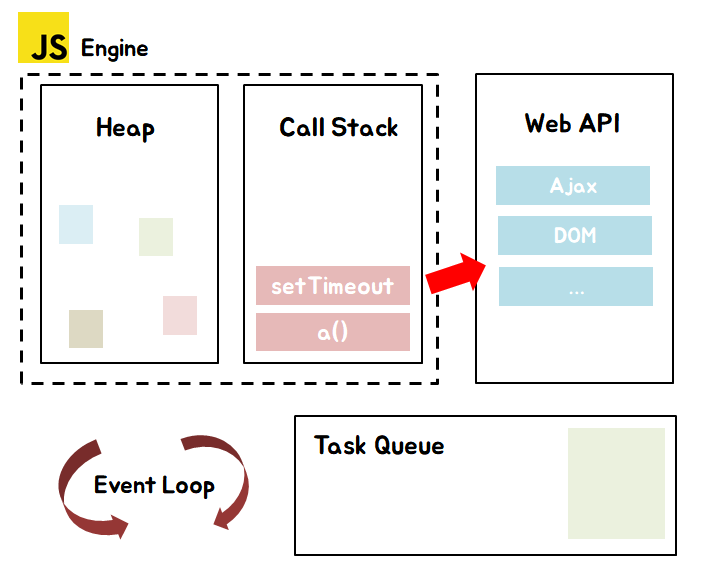 JS Engine
Heap
Call Stack
Web API
Ajax
DOM
...
setTimeout
a()
Event Loop
Task Queue